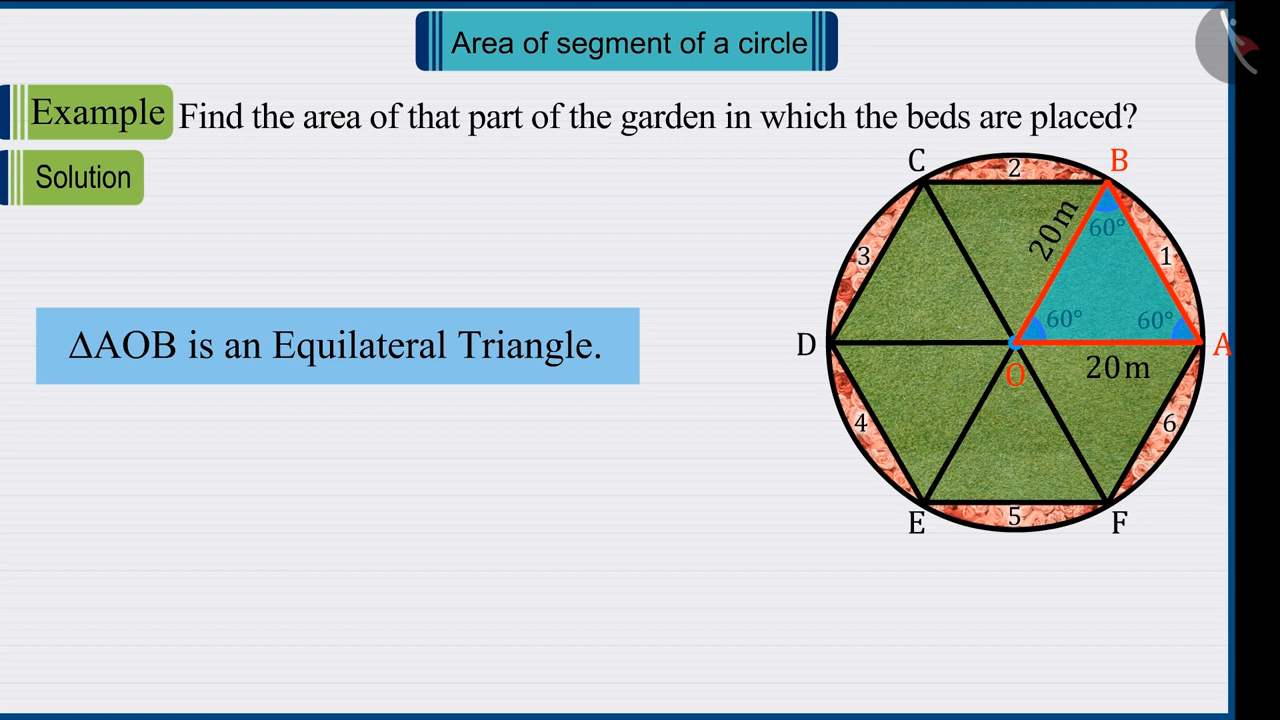 Area of segment of a circle
Example Find the area of that part of the garden in which the beds are placed?
Solution
C 2 B
20m 60°
3 1
ΔAOB is an Equilateral Triangle.
60° 60°
D A
O 20m
4 6
E 5 F